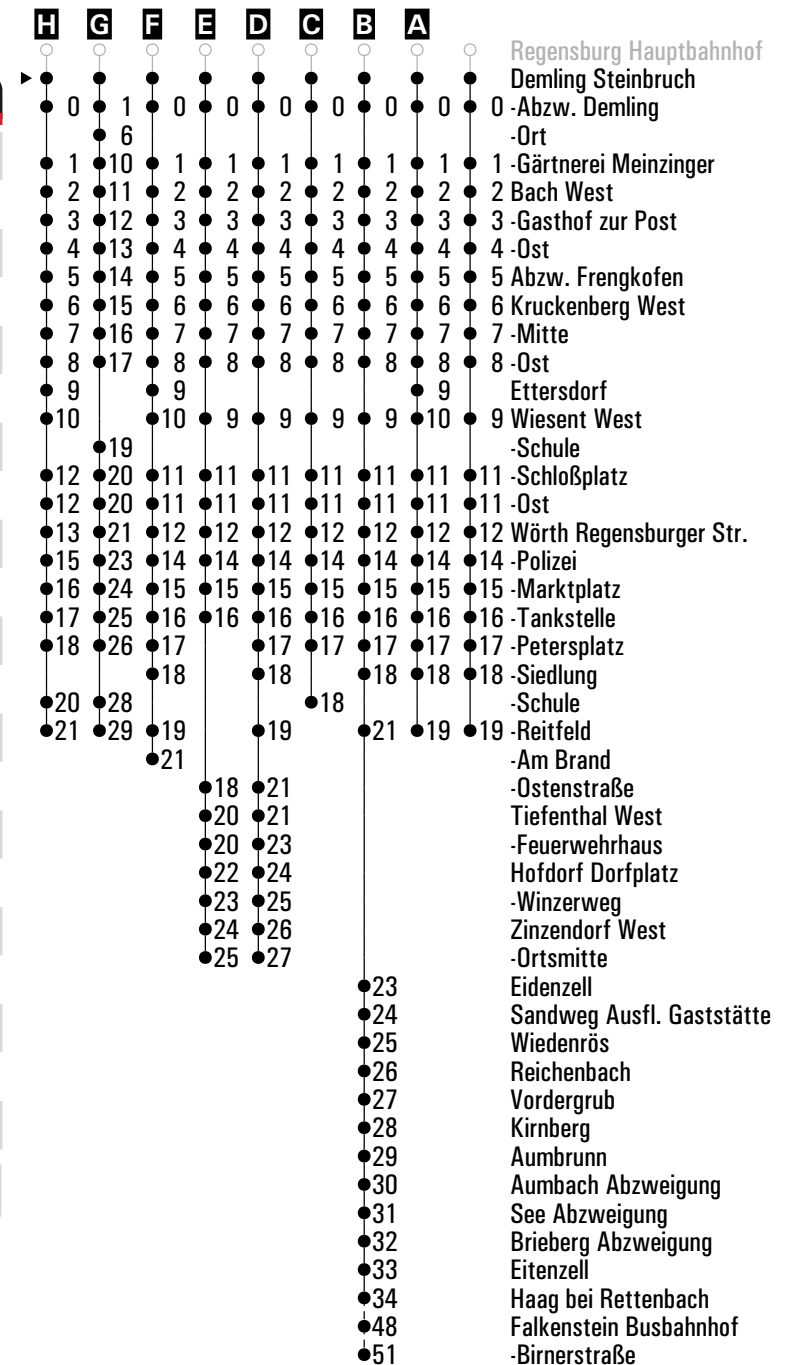 H G F E D C B A
Regensburg Hauptbahnhof
Demling Steinbruch
0 1 0 0 0 0 0 0 0 -Abzw. Demling
6 -Ort
1 10 1 1 1 1 1 1 1 -Gärtnerei Meinzinger
2 11 2 2 2 2 2 2 2 Bach West
3 12 3 3 3 3 3 3 3 -Gasthof zur Post
4 13 4 4 4 4 4 4 4 -Ost
5 14 5 5 5 5 5 5 5 Abzw. Frengkofen
6 15 6 6 6 6 6 6 6 Kruckenberg West
7 16 7 7 7 7 7 7 7 -Mitte
8 17 8 8 8 8 8 8 8 -Ost
9 9 9 Ettersdorf
10 10 9 9 9 9 10 9 Wiesent West
19 -Schule
12 20 11 11 11 11 11 11 11 -Schloßplatz
12 20 11 11 11 11 11 11 11 -Ost
13 21 12 12 12 12 12 12 12 Wörth Regensburger Str.
15 23 14 14 14 14 14 14 14 -Polizei
16 24 15 15 15 15 15 15 15 -Marktplatz
17 25 16 16 16 16 16 16 16 -Tankstelle
18 26 17 17 17 17 17 17 -Petersplatz
18 18 18 18 18 -Siedlung
20 28 18 -Schule
21 29 19 19 21 19 19 -Reitfeld
21 -Am Brand
18 21 -Ostenstraße
20 21 Tiefenthal West
20 23 -Feuerwehrhaus
22 24 Hofdorf Dorfplatz
23 25 -Winzerweg
24 26 Zinzendorf West
25 27 -Ortsmitte
23 Eidenzell
24 Sandweg Ausfl. Gaststätte
25 Wiedenrös
26 Reichenbach
27 Vordergrub
28 Kirnberg
29 Aumbrunn
30 Aumbach Abzweigung
31 See Abzweigung
32 Brieberg Abzweigung
33 Eitenzell
34 Haag bei Rettenbach
48 Falkenstein Busbahnhof
51 -Birnerstraße